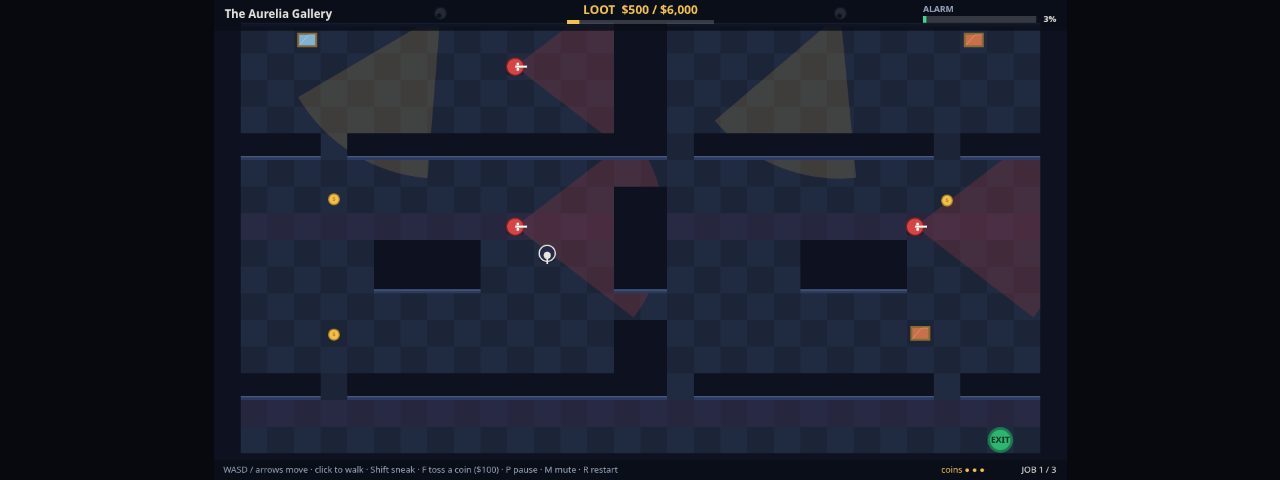 The Aurelia Gallery
LOOT $500 / $6,000
ALARM
3%
EXIT
WASD / arrows move · click to walk · Shift sneak · F toss a coin ($100) · P pause · M mute · R restart
coins
JOB 1 / 3